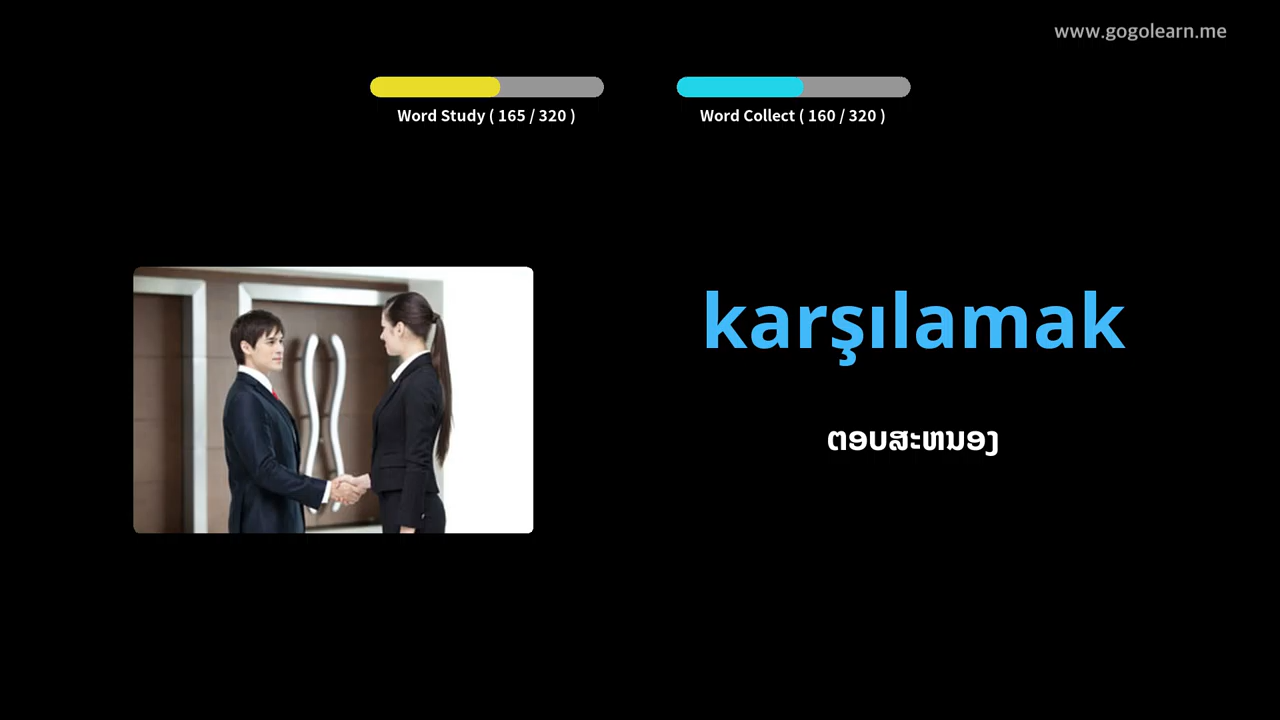 www.gogolearn.me
Word Study ( 165 / 320 )
Word Collect ( 160 / 320 )
karşılamak
ຕອບສະຫນອງ